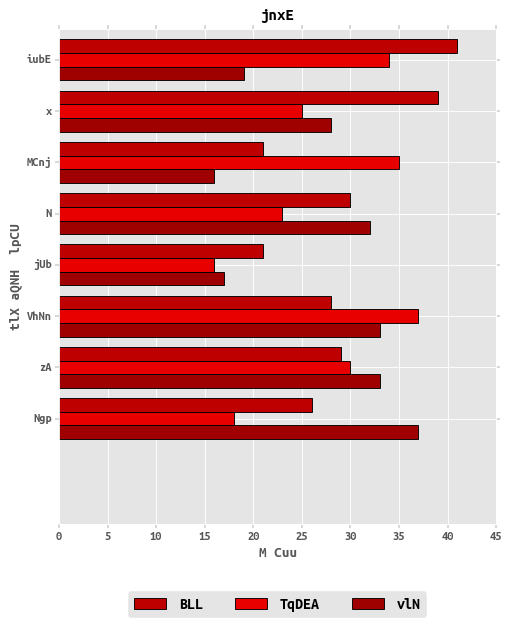 jnxE
iubE
x
MCnj
N
jUb
VhNn
zA
Ngp
tlX aQNH lpCU
0 5 10 15 20 25 30 35 40 45
M Cuu
BLL TqDEA vlN